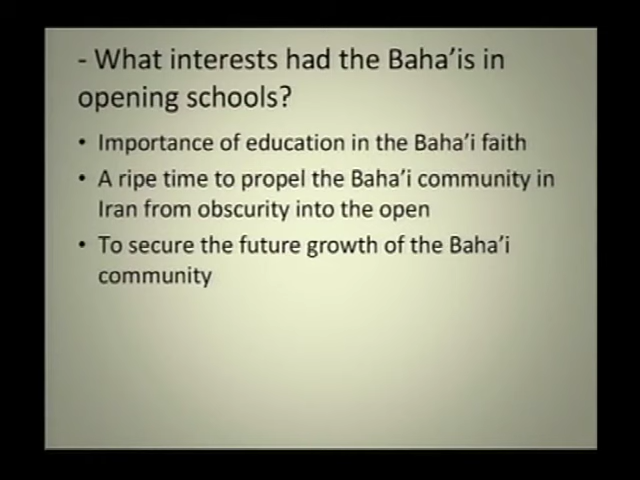 - What interests had the Baha'is in
opening schools?
• Importance of education in the Baha'i faith
• A ripe time to propel the Baha'i community in
Iran from obscurity into the open
• To secure the future growth of the Baha'i
community